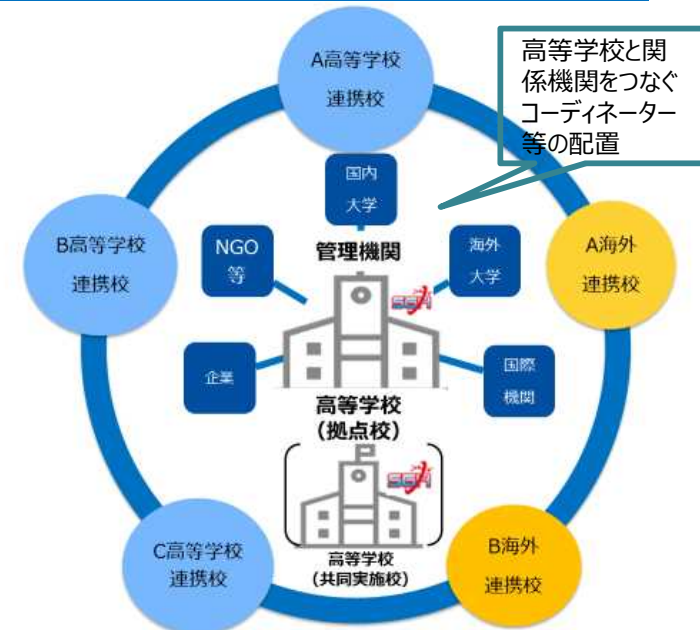 A高等学校
連携校
高等学校と関
係機関をつなぐ
コーディネーター
等の配置
国内
大学
B高等学校
連携校
NGO
等
管理機関
海外
大学
A海外
連携校
SGH
企業
国際
機関
高等学校
(拠点校)
SGH
C高等学校
連携校
高等学校
(共同実施校)
B海外
連携校